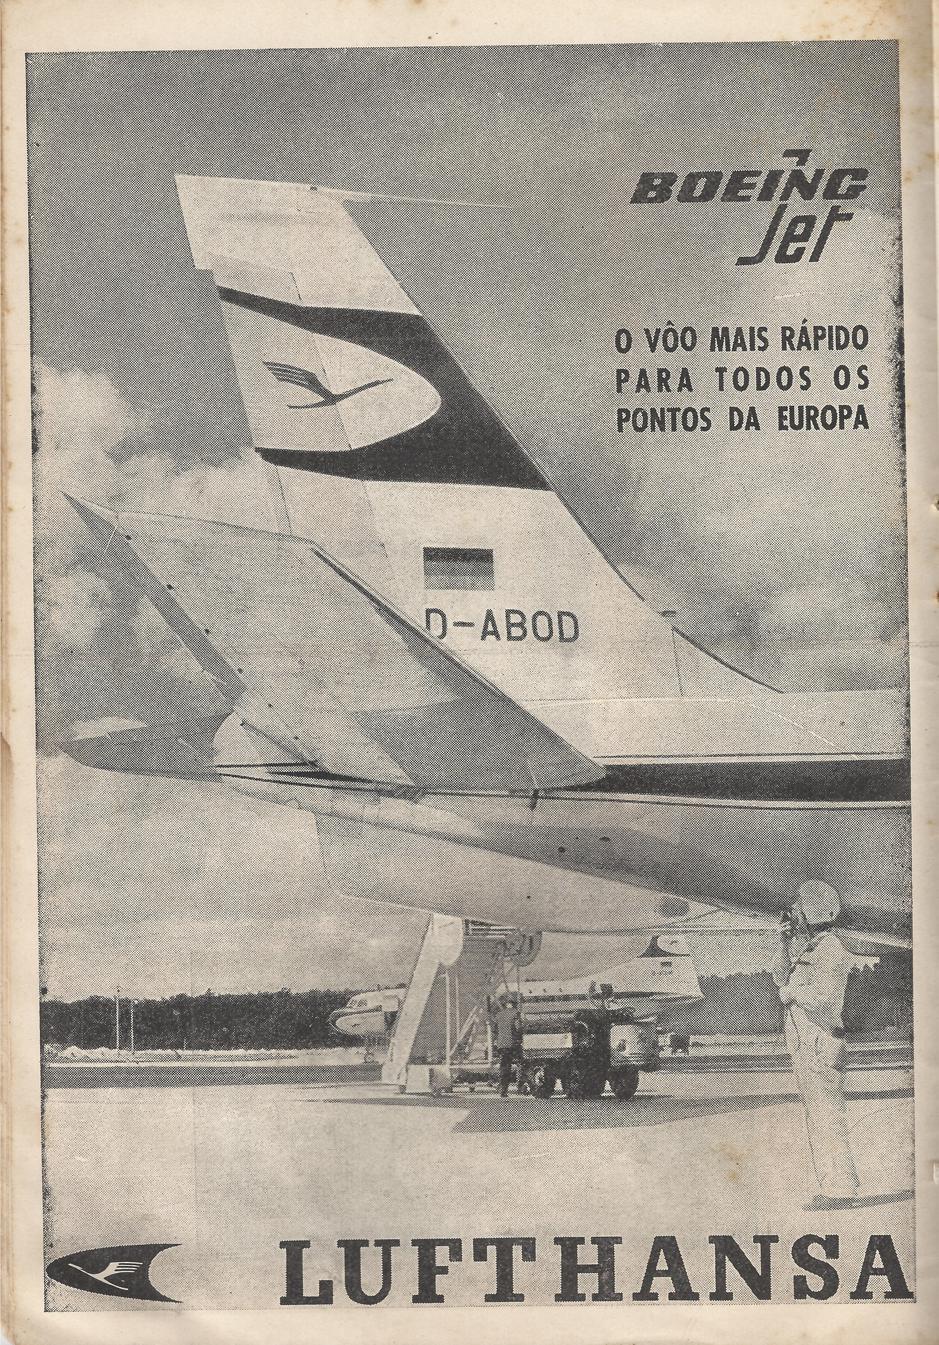 BOEING
Jet
O VÔO MAIS RÁPIDO
PARA TODOS OS
PONTOS DA EUROPA
D-ABOD
LUFTHANSA